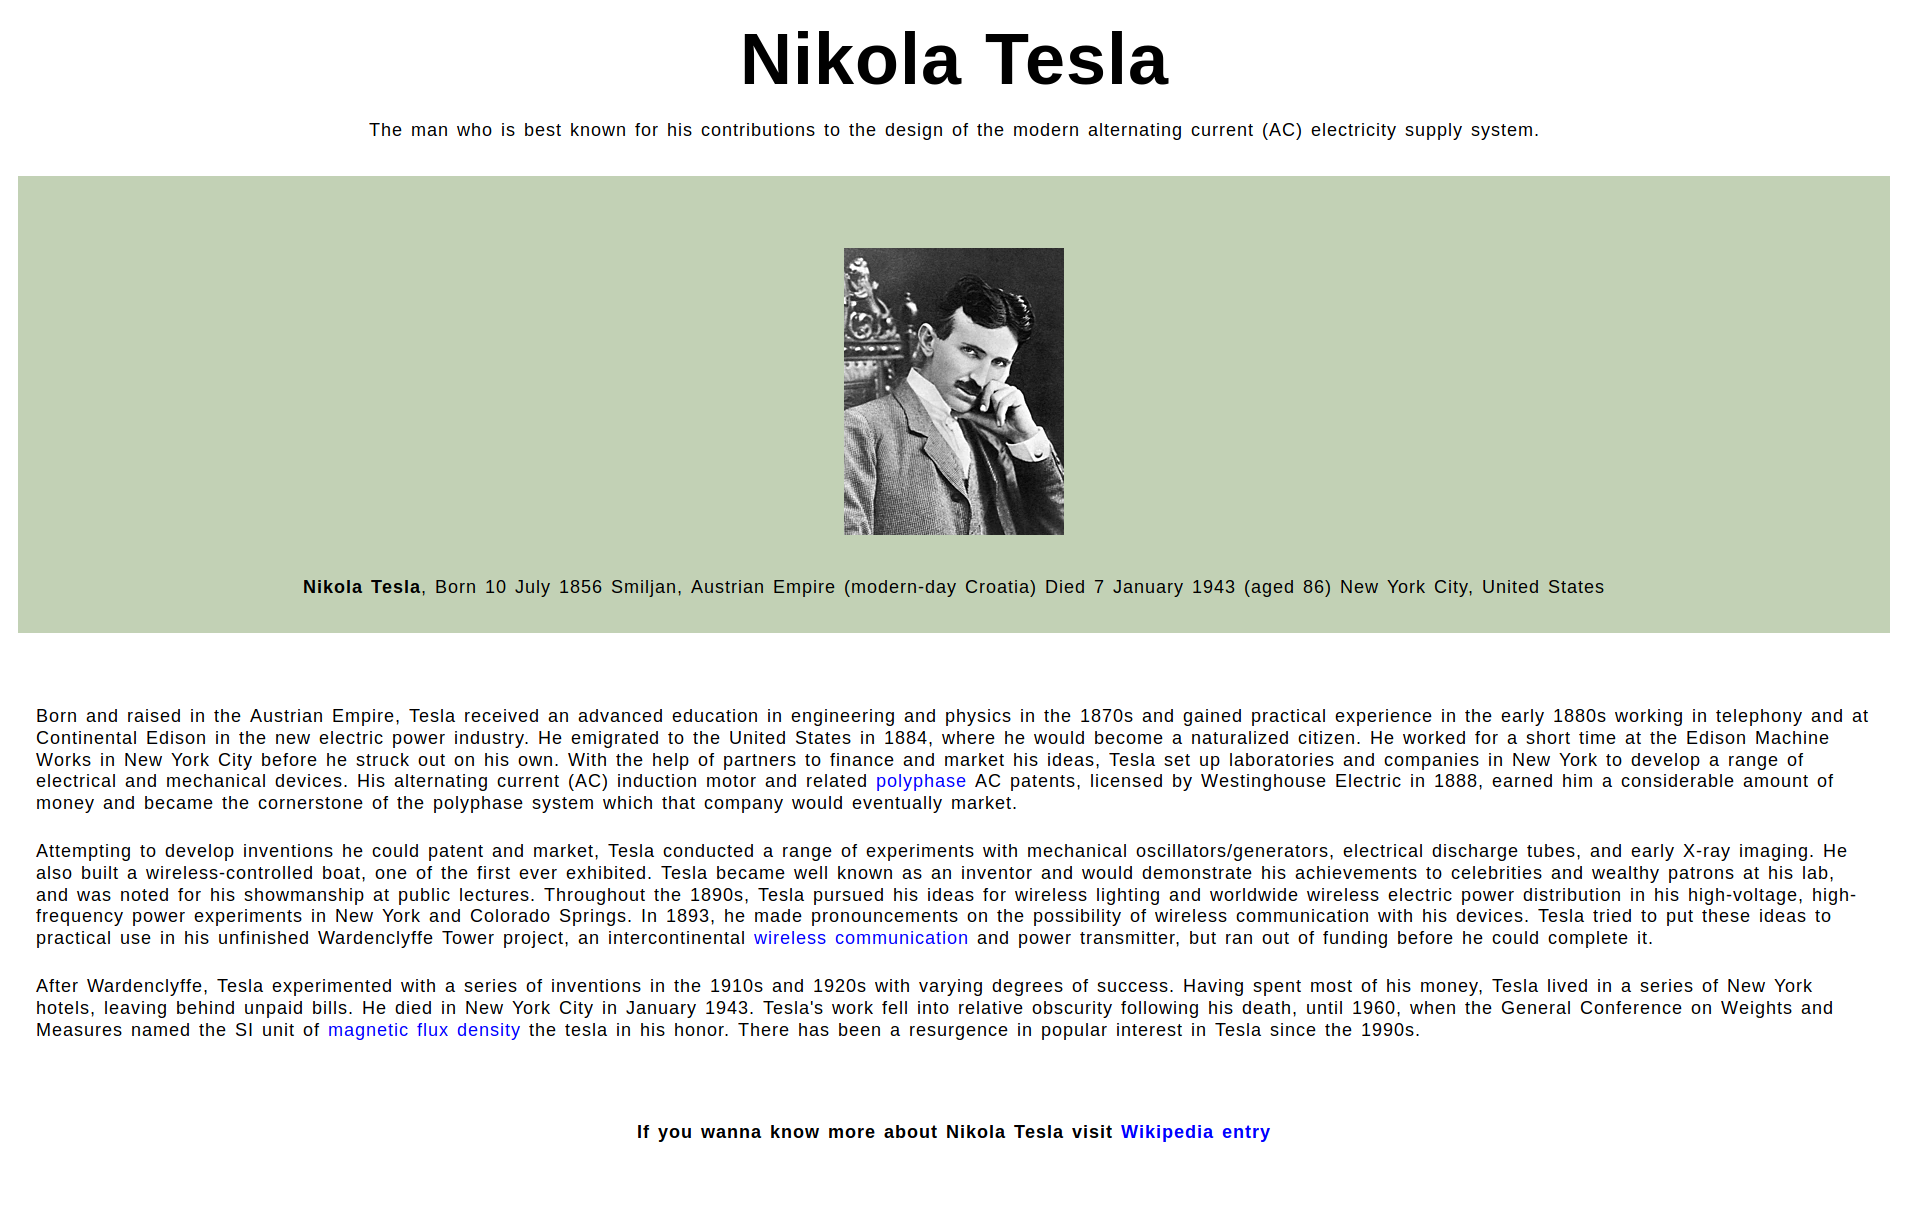 Nikola Tesla
The man who is best known for his contributions to the design of the modern alternating current (AC) electricity supply system.
Nikola Tesla, Born 10 July 1856 Smiljan, Austrian Empire (modern-day Croatia) Died 7 January 1943 (aged 86) New York City, United States
Born and raised in the Austrian Empire, Tesla received an advanced education in engineering and physics in the 1870s and gained practical experience in the early 1880s working in telephony and at
Continental Edison in the new electric power industry. He emigrated to the United States in 1884, where he would become a naturalized citizen. He worked for a short time at the Edison Machine
Works in New York City before he struck out on his own. With the help of partners to finance and market his ideas, Tesla set up laboratories and companies in New York to develop a range of
electrical and mechanical devices. His alternating current (AC) induction motor and related polyphase AC patents, licensed by Westinghouse Electric in 1888, earned him a considerable amount of
money and became the cornerstone of the polyphase system which that company would eventually market.
Attempting to develop inventions he could patent and market, Tesla conducted a range of experiments with mechanical oscillators/generators, electrical discharge tubes, and early X-ray imaging. He
also built a wireless-controlled boat, one of the first ever exhibited. Tesla became well known as an inventor and would demonstrate his achievements to celebrities and wealthy patrons at his lab,
and was noted for his showmanship at public lectures. Throughout the 1890s, Tesla pursued his ideas for wireless lighting and worldwide wireless electric power distribution in his high-voltage, high-
frequency power experiments in New York and Colorado Springs. In 1893, he made pronouncements on the possibility of wireless communication with his devices. Tesla tried to put these ideas to
practical use in his unfinished Wardenclyffe Tower project, an intercontinental wireless communication and power transmitter, but ran out of funding before he could complete it.
After Wardenclyffe, Tesla experimented with a series of inventions in the 1910s and 1920s with varying degrees of success. Having spent most of his money, Tesla lived in a series of New York
hotels, leaving behind unpaid bills. He died in New York City in January 1943. Tesla's work fell into relative obscurity following his death, until 1960, when the General Conference on Weights and
Measures named the SI unit of magnetic flux density the tesla in his honor. There has been a resurgence in popular interest in Tesla since the 1990s.
If you wanna know more about Nikola Tesla visit Wikipedia entry